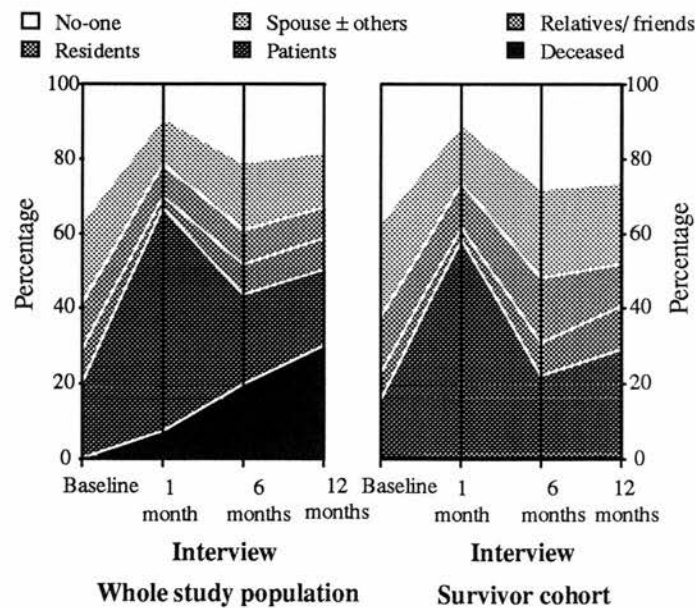 No-one Spouse ± others Relatives/friends
Residents Patients Deceased
100 100
80 80
60 60
40 40
20 20
0 0
Percentage Percentage
Baseline 1 6 12 Baseline 1 6 12
month months months month months months
Interview Interview
Whole study population Survivor cohort